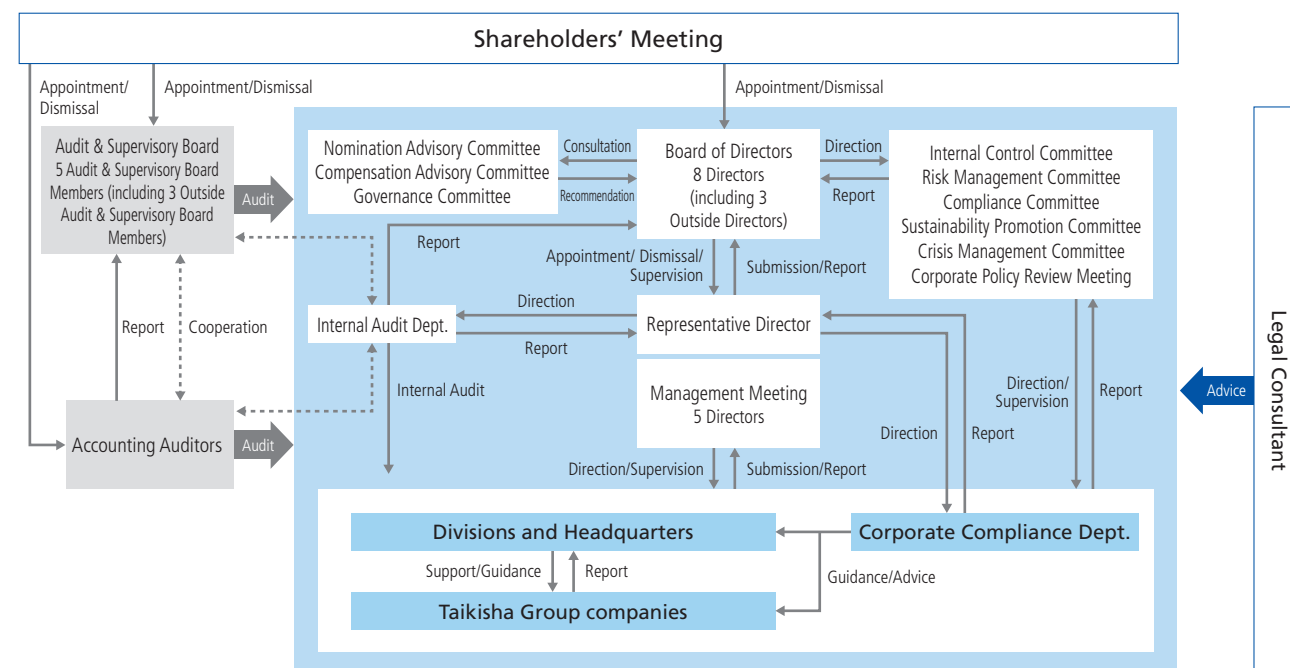 Shareholders' Meeting
Appointment/
Dismissal
Appointment/Dismissal
Appointment/Dismissal
Audit & Supervisory Board
5 Audit & Supervisory Board
Members (including 3 Outside
Audit & Supervisory Board
Members)
Audit
Nomination Advisory Committee
Compensation Advisory Committee
Governance Committee
Consultation
Recommendation
Board of Directors
8 Directors
(including 3
Outside Directors)
Direction
Report
Internal Control Committee
Risk Management Committee
Compliance Committee
Sustainability Promotion Committee
Crisis Management Committee
Corporate Policy Review Meeting
Report
Appointment/ Dismissal/
Supervision
Submission/Report
Report
Cooperation
Internal Audit Dept.
Direction
Report
Representative Director
Internal Audit
Management Meeting
5 Directors
Direction/
Supervision
Report
Advice
Legal Consultant
Accounting Auditors
Audit
Direction
Report
Direction/Supervision
Submission/Report
Divisions and Headquarters
Corporate Compliance Dept.
Support/Guidance
Report
Guidance/Advice
Taikisha Group companies